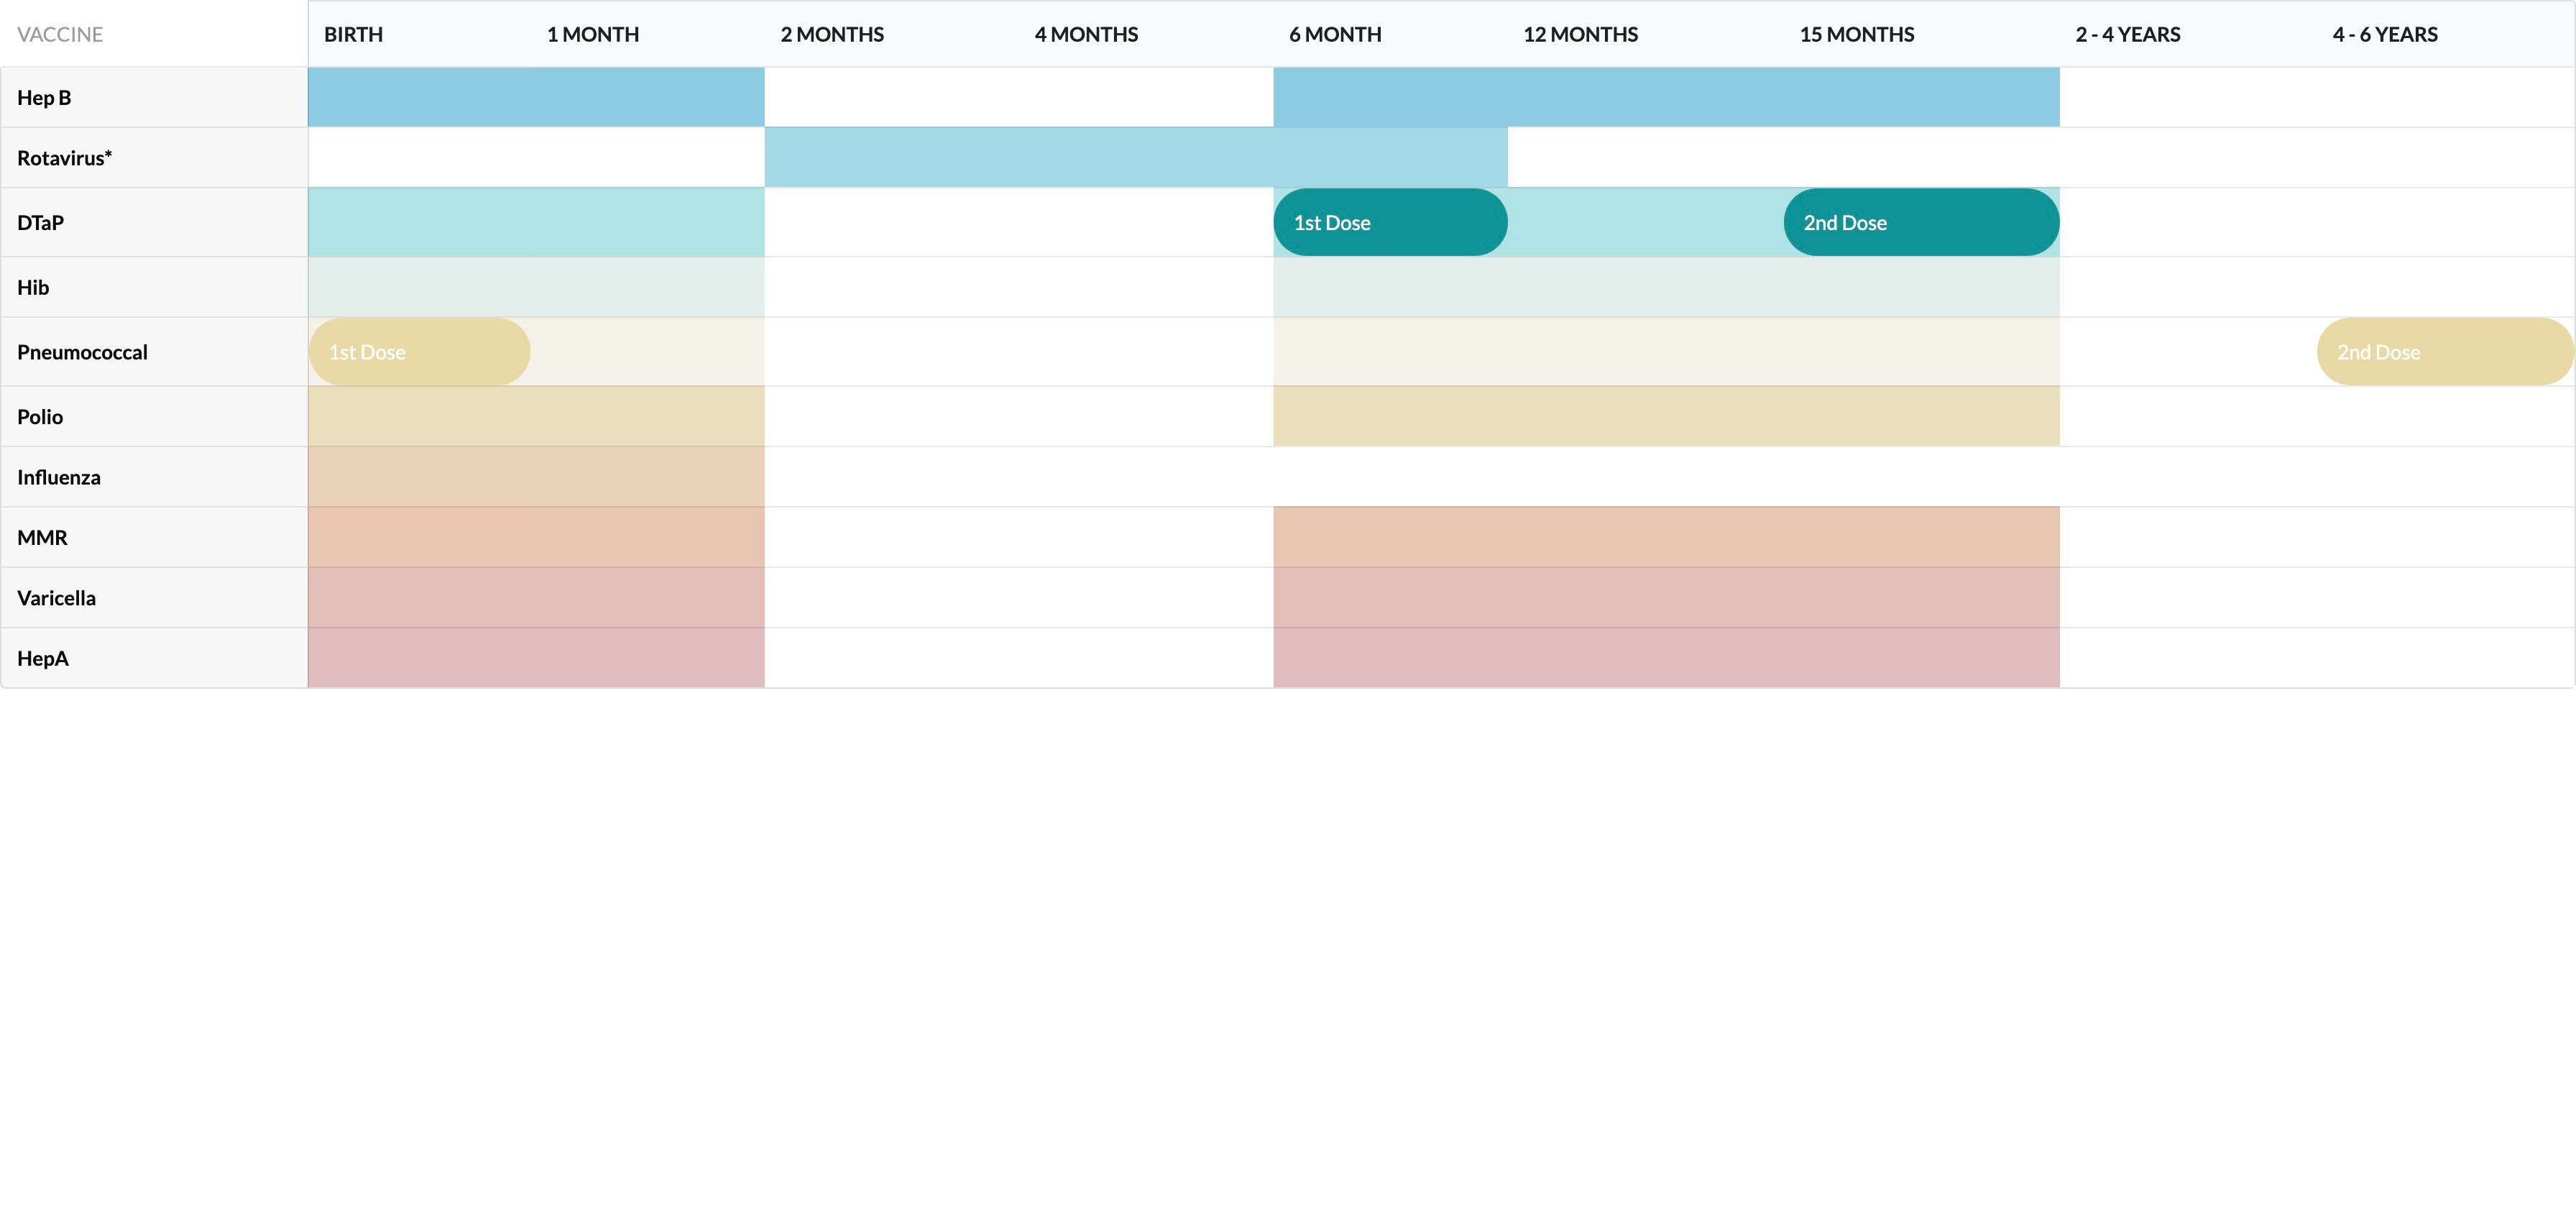 VACCINE BIRTH 1 MONTH 2 MONTHS 4 MONTHS 6 MONTH 12 MONTHS 15 MONTHS 2 - 4 YEARS 4 - 6 YEARS
Hep B
Rotavirus*
DTaP 1st Dose 2nd Dose
Hib
Pneumococcal 1st Dose 2nd Dose
Polio
Influenza
MMR
Varicella
HepA